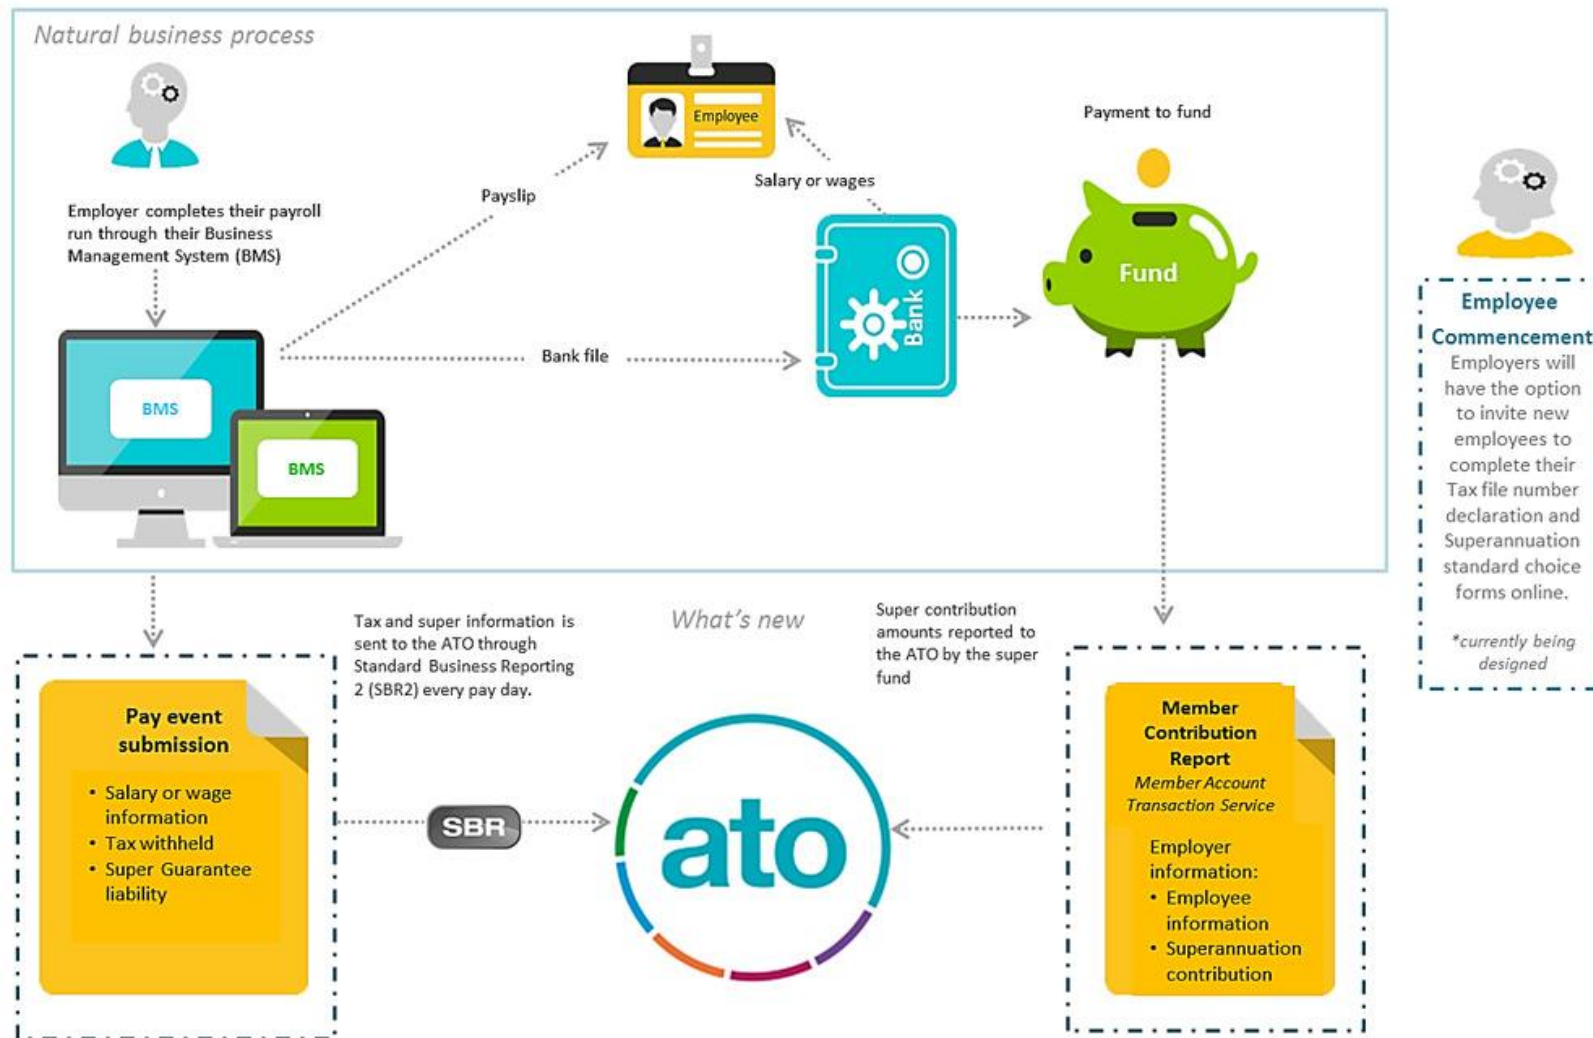 Natural business process
Employer completes their payroll
run through their Business
Management System (BMS)
BMS
BMS
Payslip
Bank file
Employee
Salary or wages
Bank
Payment to fund
Fund
Employee
Commencement
Employers will
have the option
to invite new
employees to
complete their
Tax file number
declaration and
Superannuation
standard choice
forms online.
*currently being
designed
What's new
Tax and super information is
sent to the ATO through
Standard Business Reporting
2 (SBR2) every pay day.
Super contribution
amounts reported to
the ATO by the super
fund
Pay event
submission
• Salary or wage
information
• Tax withheld
• Super Guarantee
liability
SBR
ato
Member
Contribution
Report
Member Account
Transaction Service
Employer
information:
• Employee
information
• Superannuation
contribution